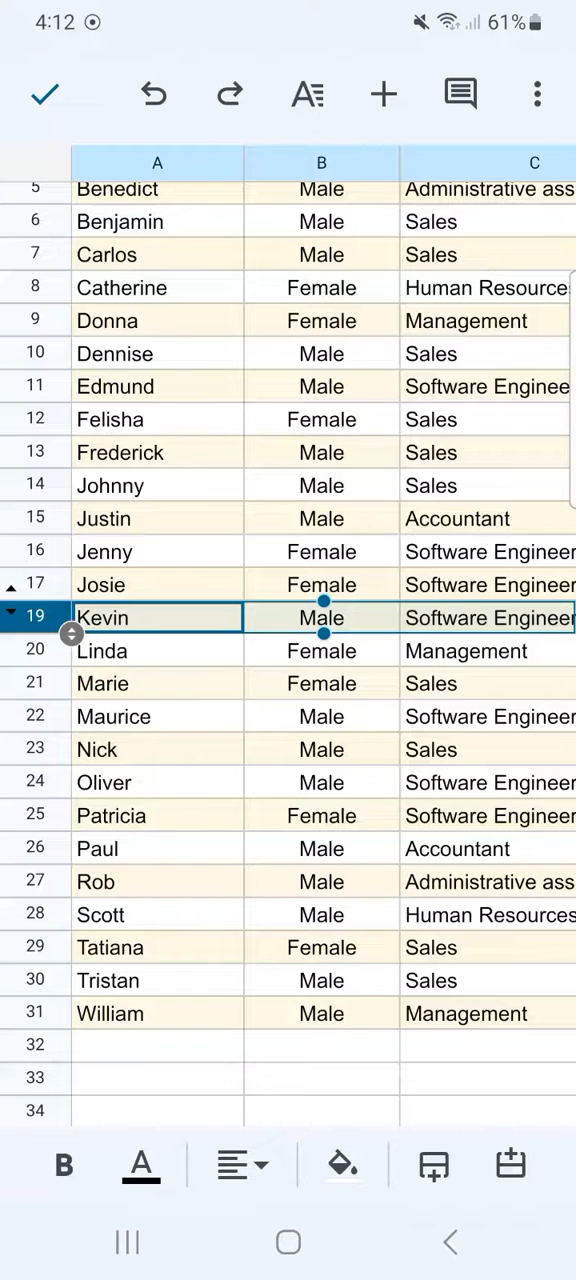 4:12 61%
A B C
5 Benedict Male Administrative ass
6 Benjamin Male Sales
7 Carlos Male Sales
8 Catherine Female Human Resource
9 Donna Female Management
10 Dennise Male Sales
11 Edmund Male Software Enginee
12 Felisha Female Sales
13 Frederick Male Sales
14 Johnny Male Sales
15 Justin Male Accountant
16 Jenny Female Software Engineer
17 Josie Female Software Engineer
19 Kevin Male Software Engineer
20 Linda Female Management
21 Marie Female Sales
22 Maurice Male Software Engineer
23 Nick Male Sales
24 Oliver Male Software Engineer
25 Patricia Female Software Engineer
26 Paul Male Accountant
27 Rob Male Administrative ass
28 Scott Male Human Resources
29 Tatiana Female Sales
30 Tristan Male Sales
31 William Male Management
32
33
34
B A